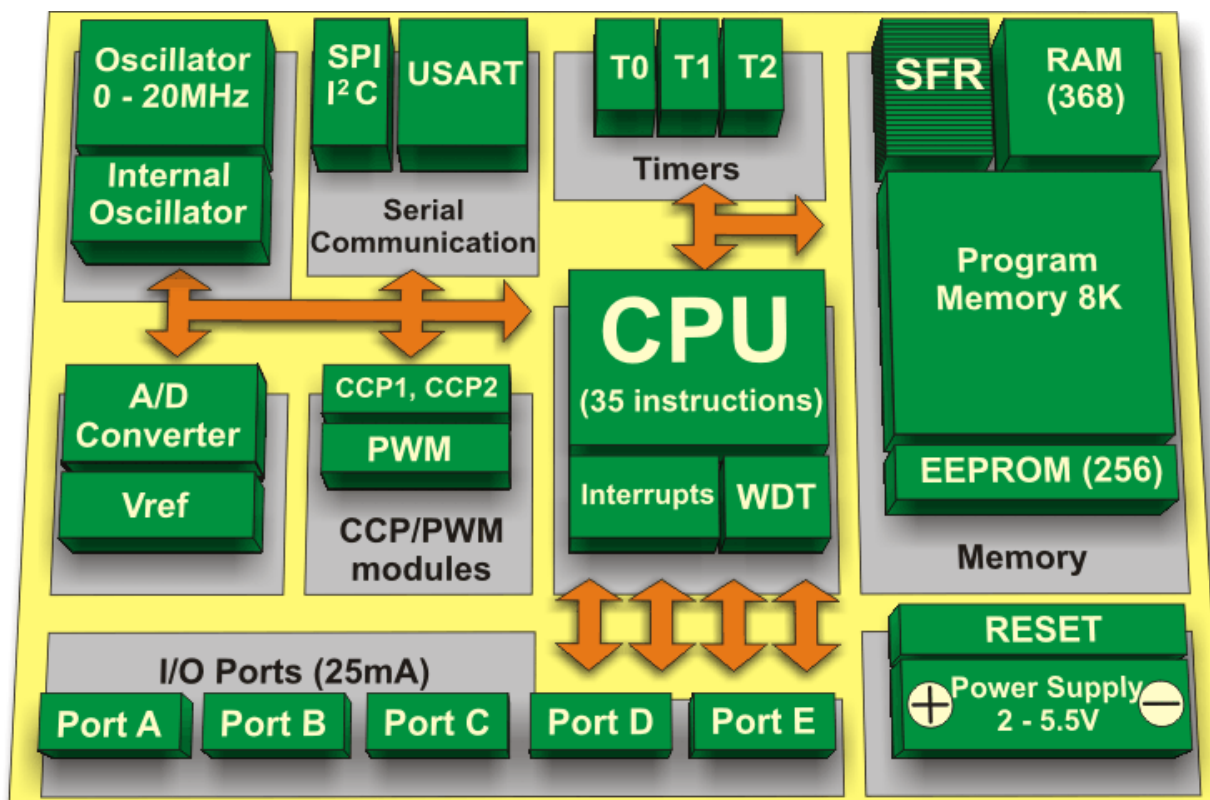 Oscillator
0 - 20MHz
Internal
Oscillator
SPI
I²C
USART
Serial
Communication
T0
T1
T2
Timers
SFR
RAM
(368)
Program
Memory 8K
EEPROM (256)
Memory
A/D
Converter
Vref
CCP1, CCP2
PWM
CCP/PWM
modules
CPU
(35 instructions)
Interrupts
WDT
I/O Ports (25mA)
Port A
Port B
Port C
Port D
Port E
RESET
+
Power Supply
2 - 5.5V
−